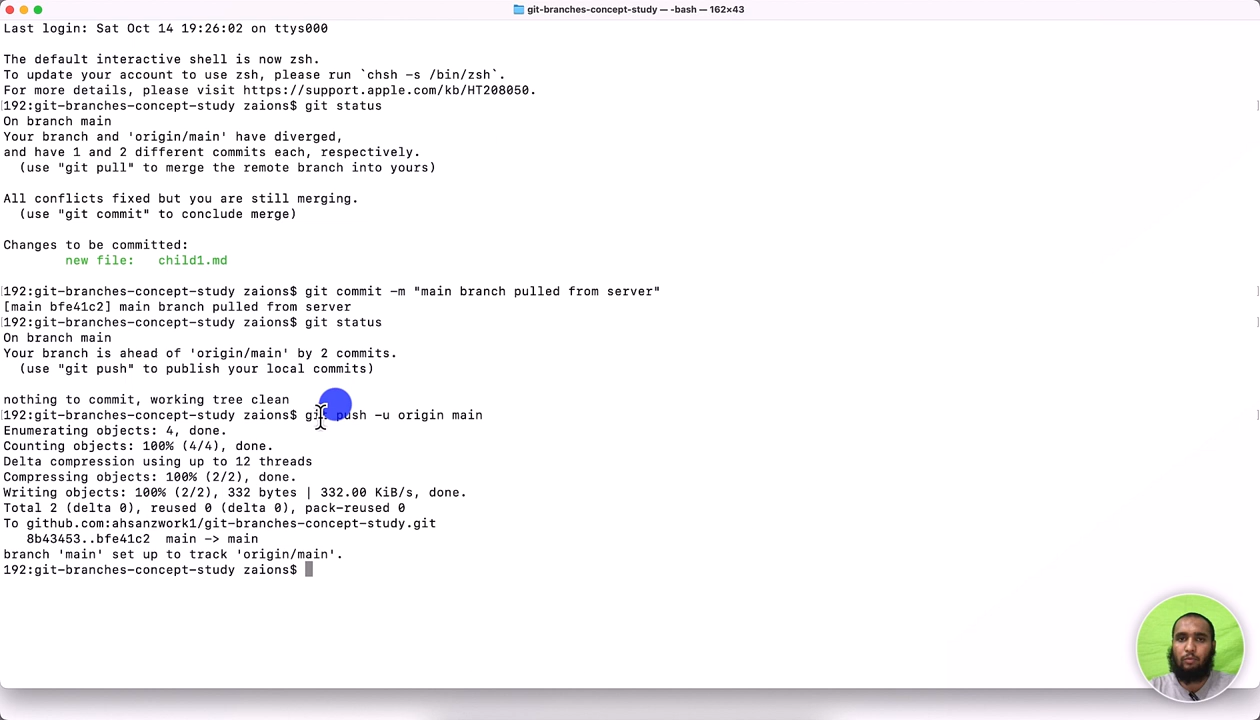 git-branches-concept-study — -bash — 162×43
Last login: Sat Oct 14 19:26:02 on ttys000
The default interactive shell is now zsh.
To update your account to use zsh, please run `chsh -s /bin/zsh`.
For more details, please visit https://support.apple.com/kb/HT208050.
[192:git-branches-concept-study zaions$ git status ]
On branch main
Your branch and 'origin/main' have diverged,
and have 1 and 2 different commits each, respectively.
(use "git pull" to merge the remote branch into yours)
All conflicts fixed but you are still merging.
(use "git commit" to conclude merge)
Changes to be committed:
new file: child1.md
[192:git-branches-concept-study zaions$ git commit -m "main branch pulled from server" ]
[main bfe41c2] main branch pulled from server
[192:git-branches-concept-study zaions$ git status ]
On branch main
Your branch is ahead of 'origin/main' by 2 commits.
(use "git push" to publish your local commits)
nothing to commit, working tree clean
[192:git-branches-concept-study zaions$ git push -u origin main ]
Enumerating objects: 4, done.
Counting objects: 100% (4/4), done.
Delta compression using up to 12 threads
Compressing objects: 100% (2/2), done.
Writing objects: 100% (2/2), 332 bytes | 332.00 KiB/s, done.
Total 2 (delta 0), reused 0 (delta 0), pack-reused 0
To github.com:ahsanzwork1/git-branches-concept-study.git
8b43453..bfe41c2 main -> main
branch 'main' set up to track 'origin/main'.
192:git-branches-concept-study zaions$